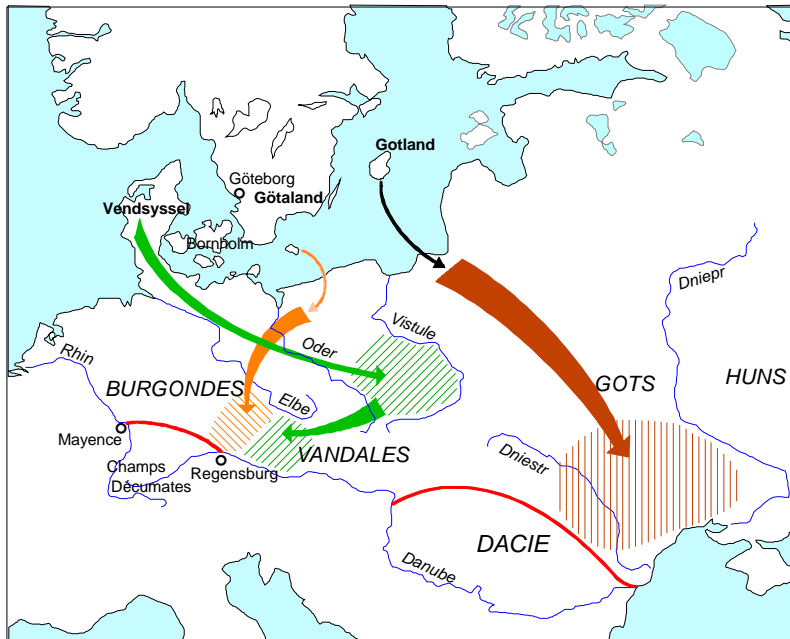 Gotland
Göteborg
Götaland
Vendsyssel
Bornholm
Dniepr
Vistule
Oder
Rhin
BURGONDES
GOTS
HUNS
Elbe
Mayence
VANDALES
Dniestr
Champs
Décumates
Regensburg
DACIE
Danube